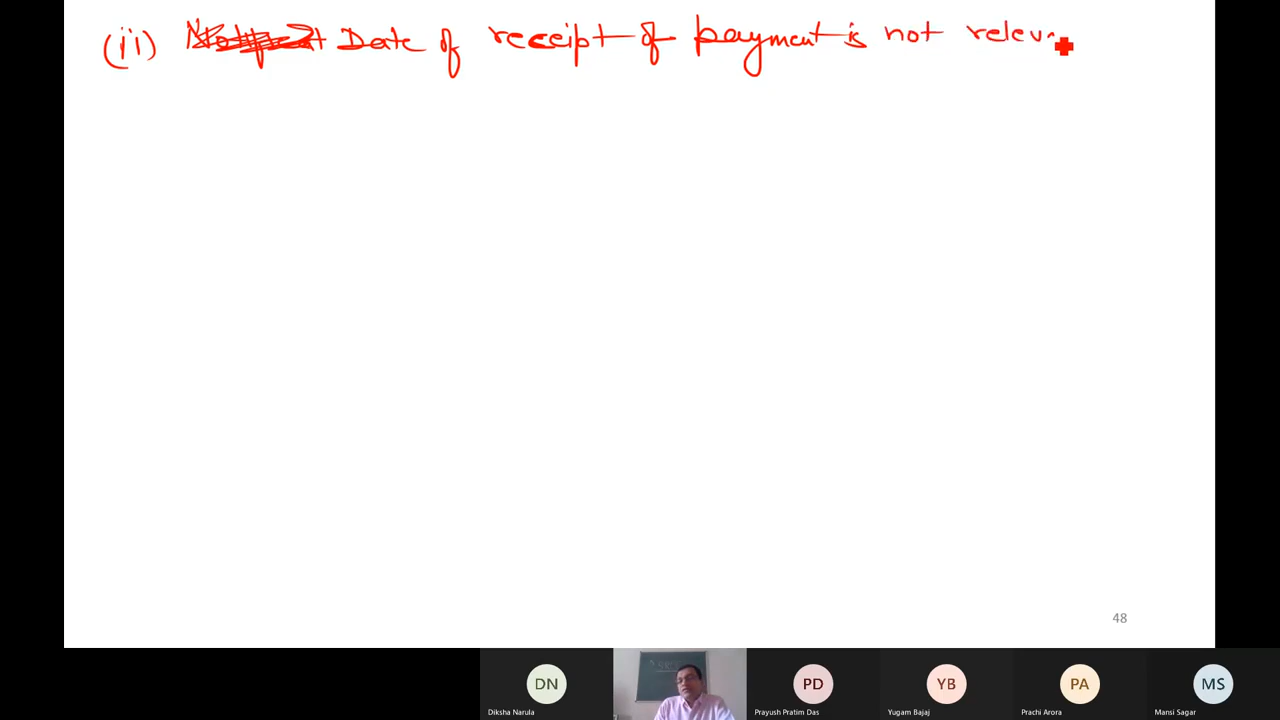 (ii) Date of receipt of payment is not relev
48
DN PD YB PA MS
Diksha Narula Prayush Pratim Das Yugam Bajaj Prachi Arora Mansi Sagar